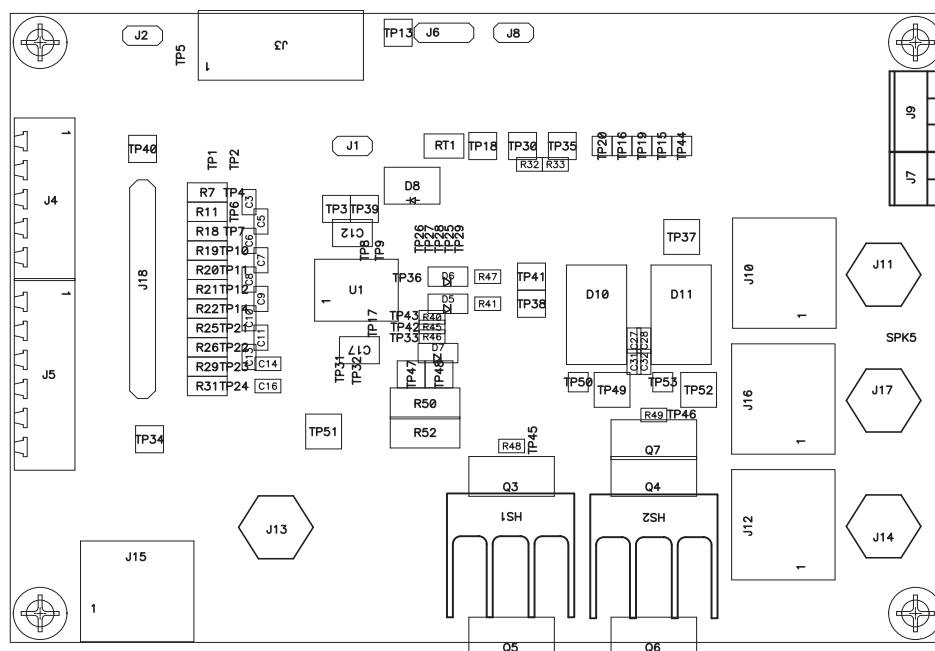 J2
J3
1
TP5
TP13
J6
J8
J9
J7
1
J4
TP40
TP1
TP2
J1
RT1
TP18
TP30
TP35
R32
R33
TP20
TP16
TP19
TP15
TP44
D8
R7
TP4
C3
R11
TP6
C5
R18
TP7
C6
R19
TP10
C7
R20
TP11
C8
R21
TP12
C9
R22
TP14
C10
R25
TP21
C11
R26
TP22
C13
R29
TP23
C14
R31
TP24
C16
J18
TP3
TP39
C12
TP8
TP9
TP26
TP27
TP28
TP25
TP29
TP37
U1
1
TP36
D6
R47
TP41
D5
R41
TP38
TP43
R40
TP42
R45
TP33
R46
TP17
C17
D7
TP31
TP32
TP47
TP48
D10
D11
C27
C28
C31
C32
J10
1
J11
SPK5
1
J5
TP50
TP49
TP53
TP52
J16
1
J17
R50
R52
TP51
TP34
R49
TP46
R48
TP45
Q7
Q3
Q4
HS1
HS2
J12
1
J14
J13
J15
1
Q5
Q6